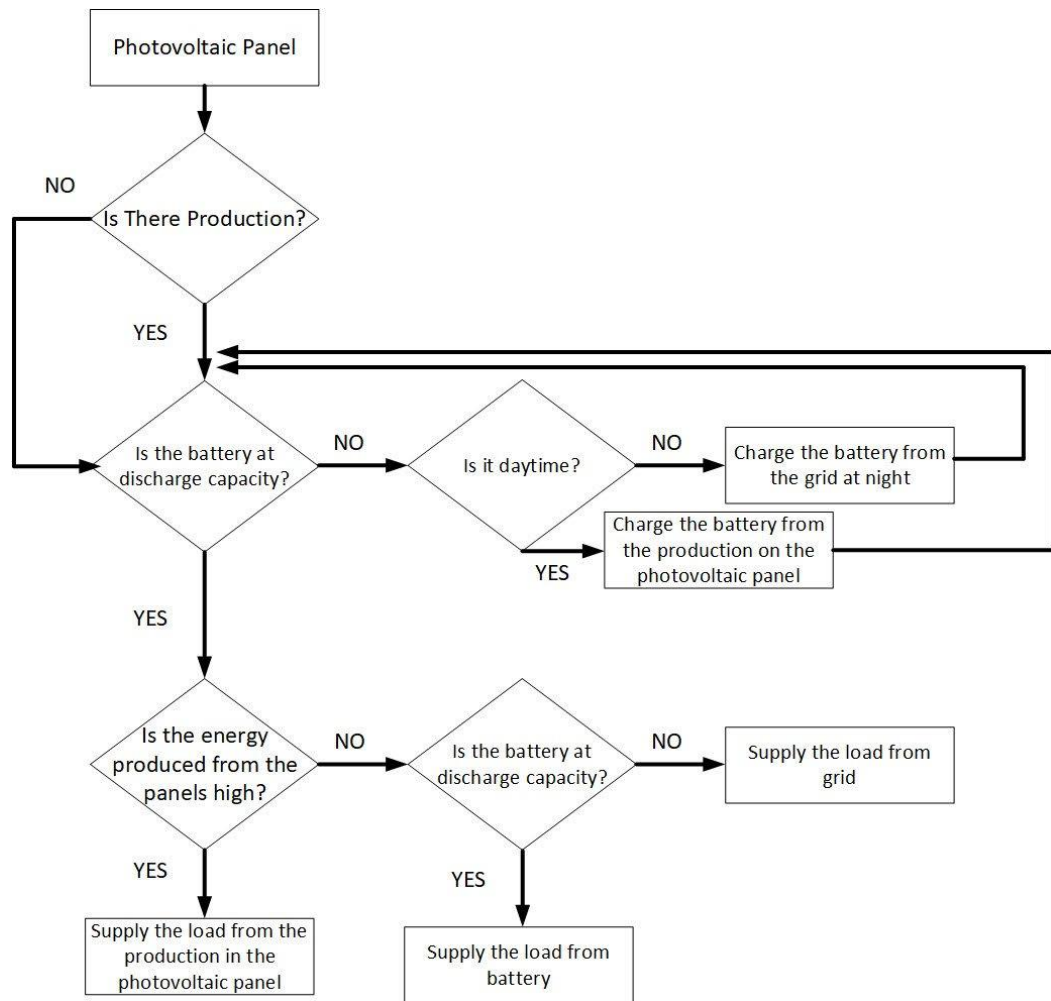 Photovoltaic Panel
NO
Is There Production?
YES
Is the battery at
discharge capacity?
NO
Is it daytime?
NO
Charge the battery from
the grid at night
YES
Charge the battery from
the production on the
photovoltaic panel
YES
Is the energy
produced from the
panels high?
NO
Is the battery at
discharge capacity?
NO
Supply the load from
grid
YES
Supply the load from the
production in the
photovoltaic panel
YES
Supply the load from
battery